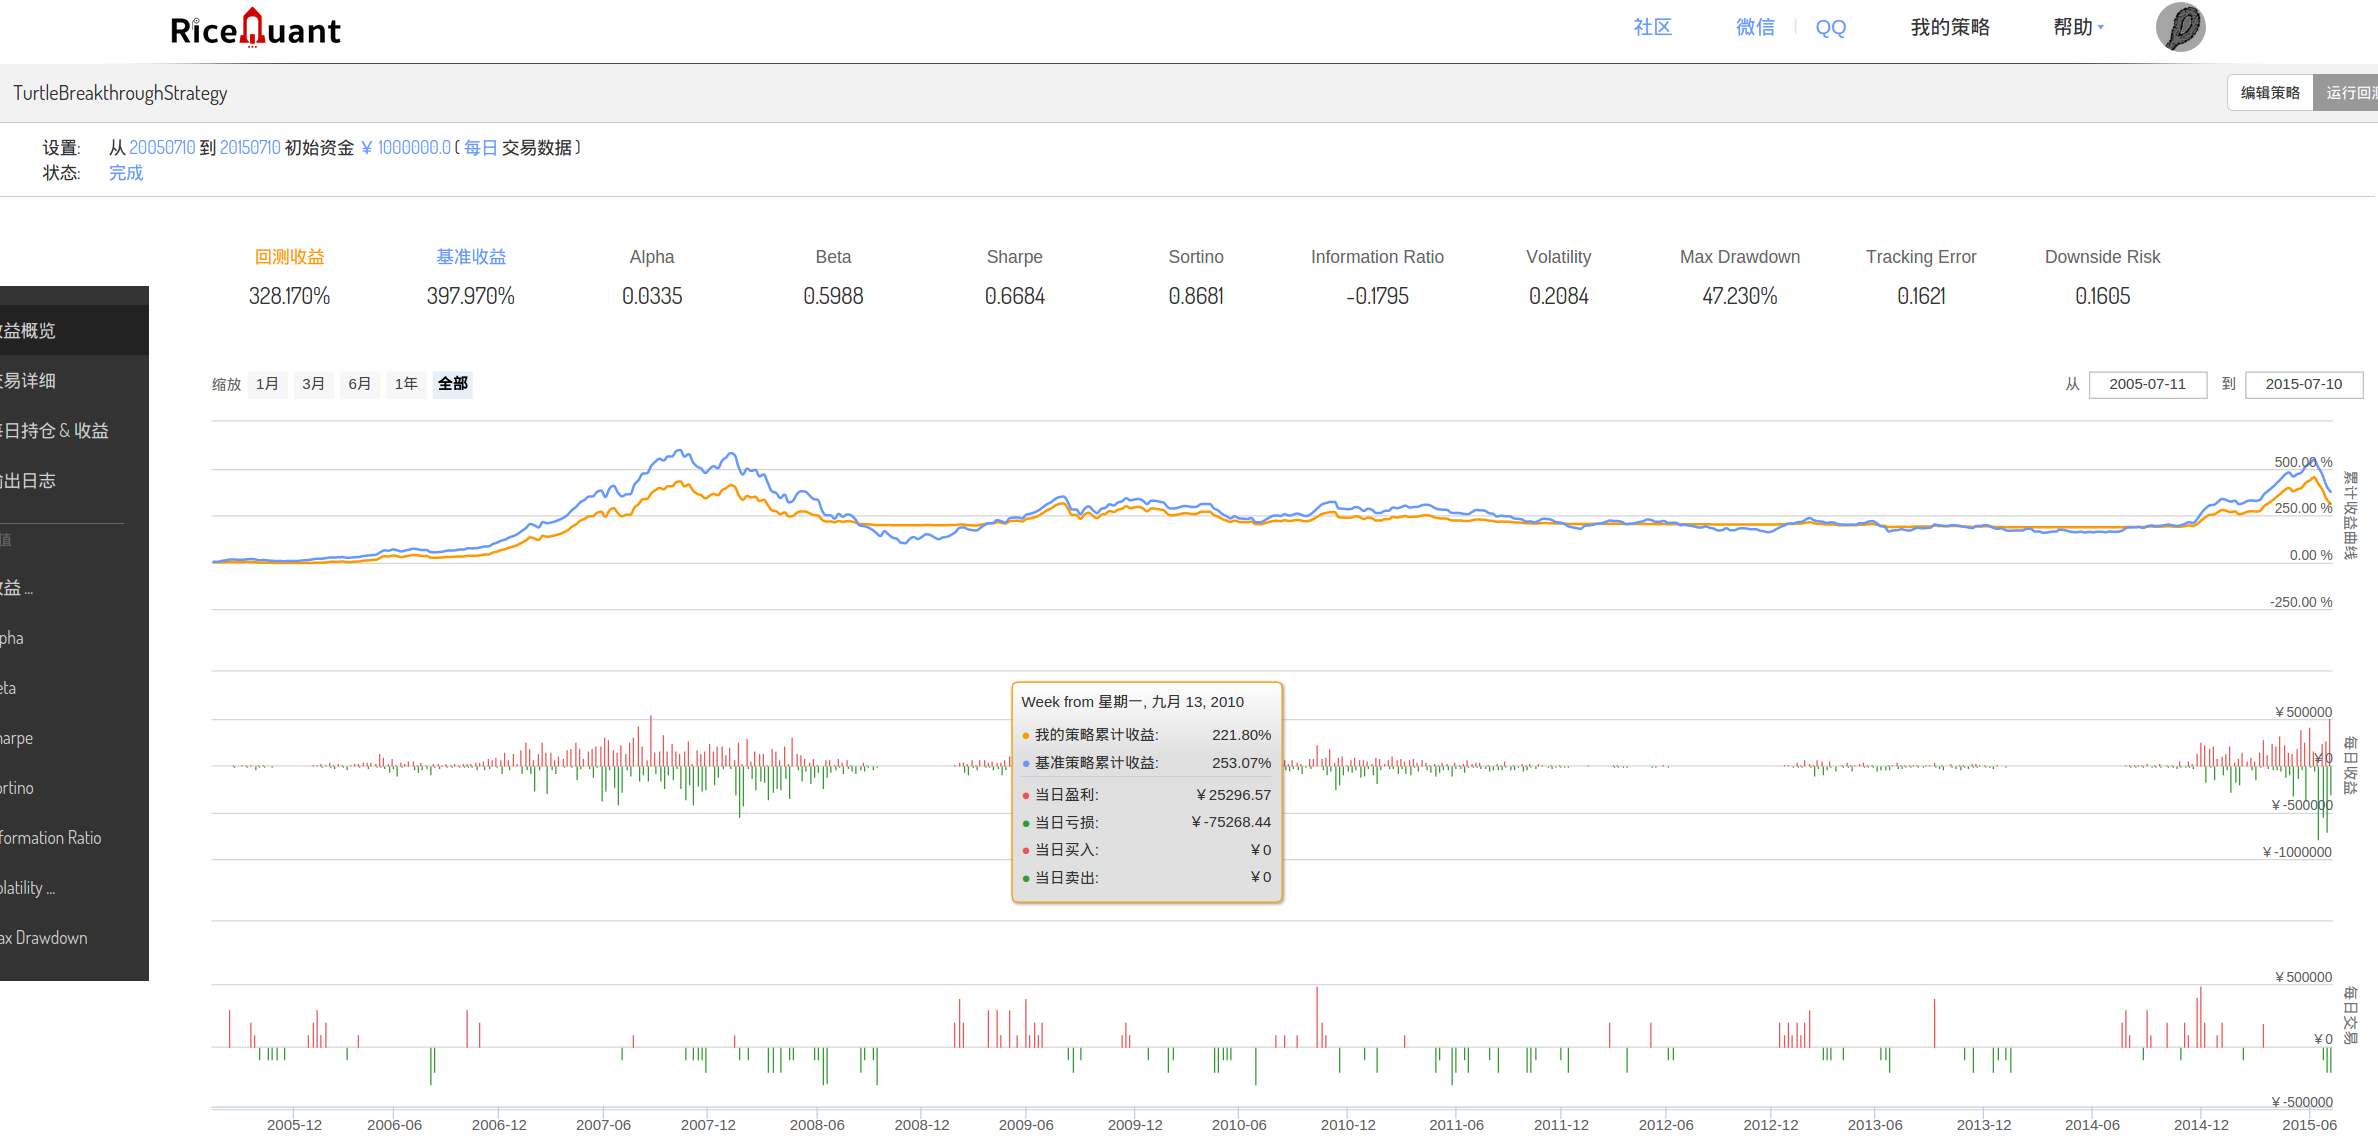 RiceQuant
社区 微信 QQ 我的策略 帮助
TurtleBreakthroughStrategy
编辑策略 运行回测
设置: 从 20050710 到 20150710 初始资金 ¥ 1000000.0 ( 每日 交易数据 )
状态: 完成
回测收益 基准收益 Alpha Beta Sharpe Sortino Information Ratio Volatility Max Drawdown Tracking Error Downside Risk
328.170% 397.970% 0.0335 0.5988 0.6684 0.8681 -0.1795 0.2084 47.230% 0.1621 0.1605
益概览
易详细
日持仓 & 收益
出日志
值
益 ...
pha
eta
harpe
ortino
formation Ratio
olatility ...
ax Drawdown
缩放 1月 3月 6月 1年 全部
从 2005-07-11 到 2015-07-10
500.00 %
250.00 %
0.00 %
-250.00 %
累计收益曲线
¥ 500000
¥ 0
¥ -500000
¥ -1000000
每日收益
Week from 星期一, 九月 13, 2010
我的策略累计收益: 221.80%
基准策略累计收益: 253.07%
当日盈利: ¥ 25296.57
当日亏损: ¥ -75268.44
当日买入: ¥ 0
当日卖出: ¥ 0
¥ 500000
¥ 0
¥ -500000
每日交易
2005-12 2006-06 2006-12 2007-06 2007-12 2008-06 2008-12 2009-06 2009-12 2010-06 2010-12 2011-06 2011-12 2012-06 2012-12 2013-06 2013-12 2014-06 2014-12 2015-06